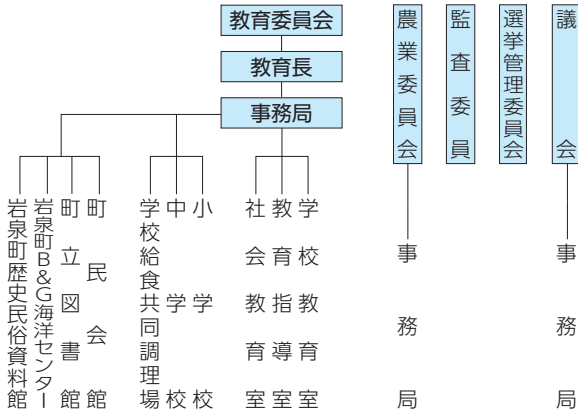 教育委員会
教育長
事務局
学校教育室
教育指導室
社会教育室
小学校
中学校
学校給食共同調理場
町民会館
町立図書館
岩泉町B&G海洋センター
岩泉町歴史民俗資料館
議会
事務局
選挙管理委員会
監査委員
農業委員会
事務局